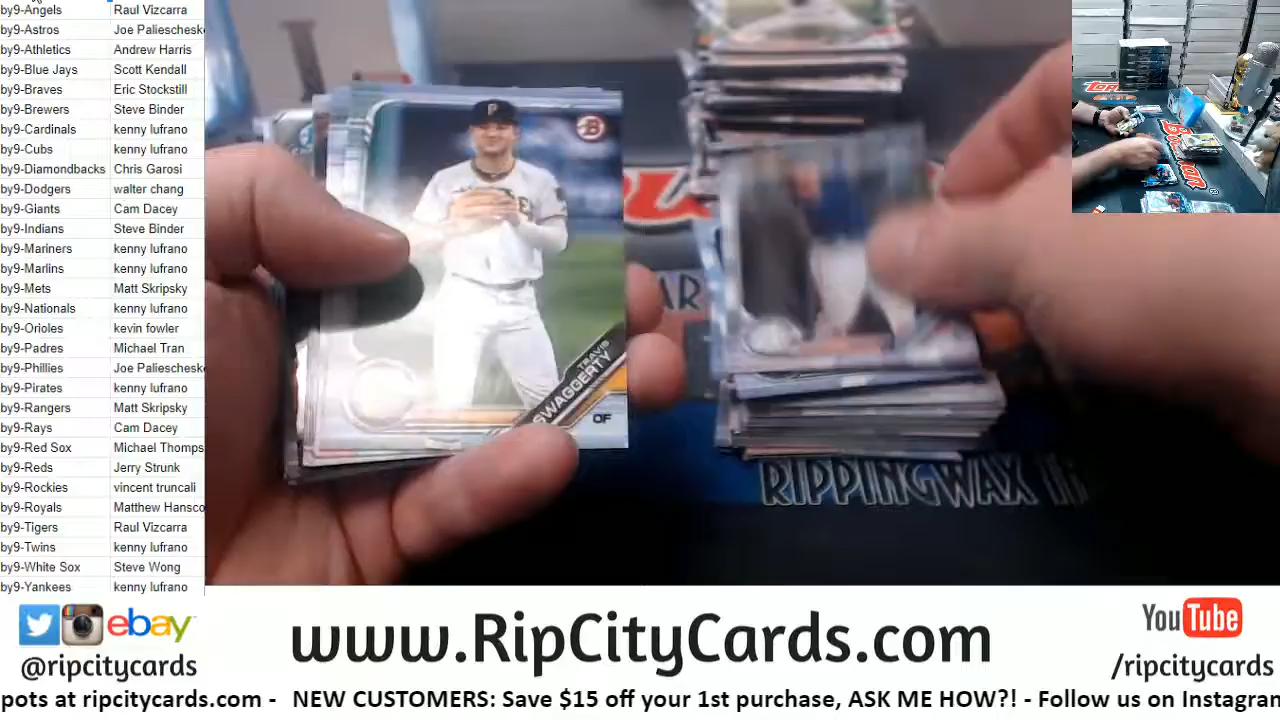 by9-Angels Raul Vizcarra
by9-Astros Joe Paliescheske
by9-Athletics Andrew Harris
by9-Blue Jays Scott Kendall
by9-Braves Eric Stockstill
by9-Brewers Steve Binder
by9-Cardinals kenny lufrano
by9-Cubs kenny lufrano
by9-Diamondbacks Chris Garosi
by9-Dodgers walter chang
by9-Giants Cam Dacey
by9-Indians Steve Binder
by9-Mariners kenny lufrano
by9-Marlins kenny lufrano
by9-Mets Matt Skripsky
by9-Nationals kenny lufrano
by9-Orioles kevin fowler
by9-Padres Michael Tran
by9-Phillies Joe Paliescheske
by9-Pirates kenny lufrano
by9-Rangers Matt Skripsky
by9-Rays Cam Dacey
by9-Red Sox Michael Thomps
by9-Reds Jerry Strunk
by9-Rockies vincent truncali
by9-Royals Matthew Hansco
by9-Tigers Raul Vizcarra
by9-Twins kenny lufrano
by9-White Sox Steve Wong
by9-Yankees kenny lufrano
P
B
TRAVIS
SWAGGERTY
OF
RIPPINGWAX
ebay
@ripcitycards
www.RipCityCards.com
YouTube
/ripcitycards
pots at ripcitycards.com - NEW CUSTOMERS: Save $15 off your 1st purchase, ASK ME HOW?! - Follow us on Instagran